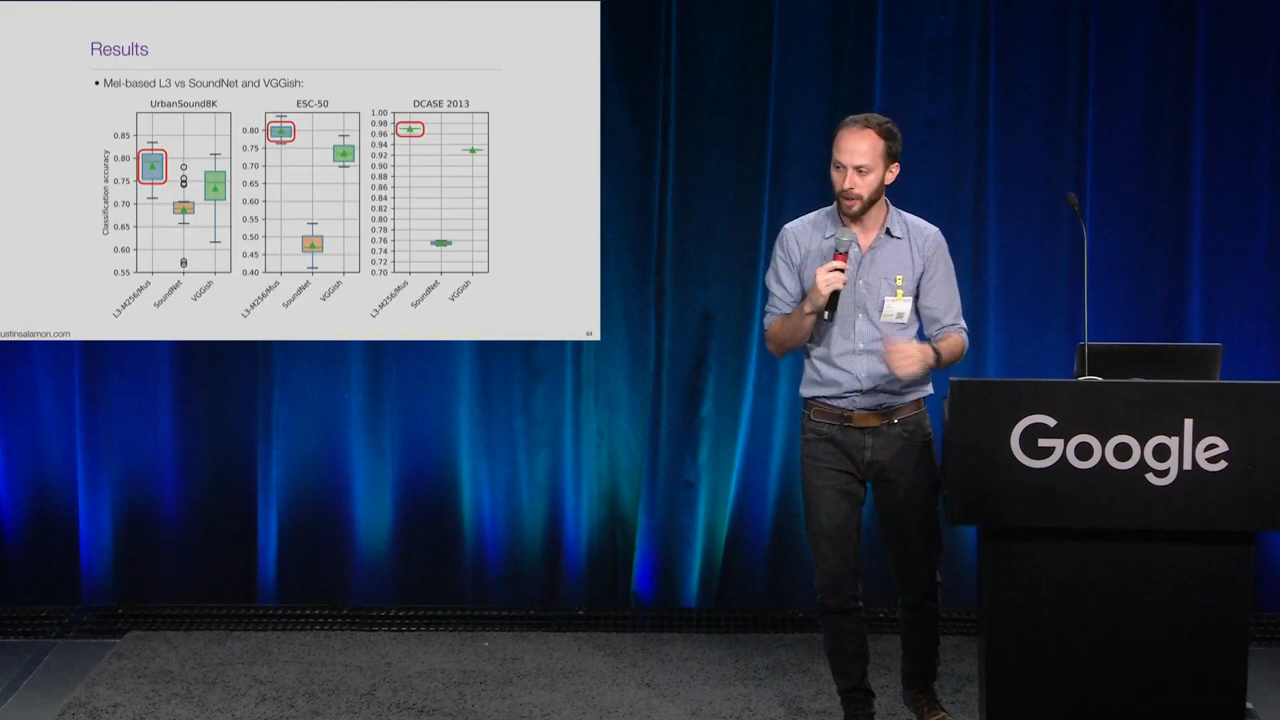 Results
• Mel-based L3 vs SoundNet and VGGish:
UrbanSound8K
ESC-50
DCASE 2013
Classification accuracy
0.85
0.80
0.75
0.70
0.65
0.60
0.55
0.80
0.75
0.70
0.65
0.60
0.55
0.50
0.45
0.40
1.00
0.98
0.96
0.94
0.92
0.90
0.88
0.86
0.84
0.82
0.80
0.78
0.76
0.74
0.72
0.70
L3-M256/Mus
SoundNet
VGGish
L3-M256/Mus
SoundNet
VGGish
L3-M256/Mus
SoundNet
VGGish
ustinsalamon.com
64
Google